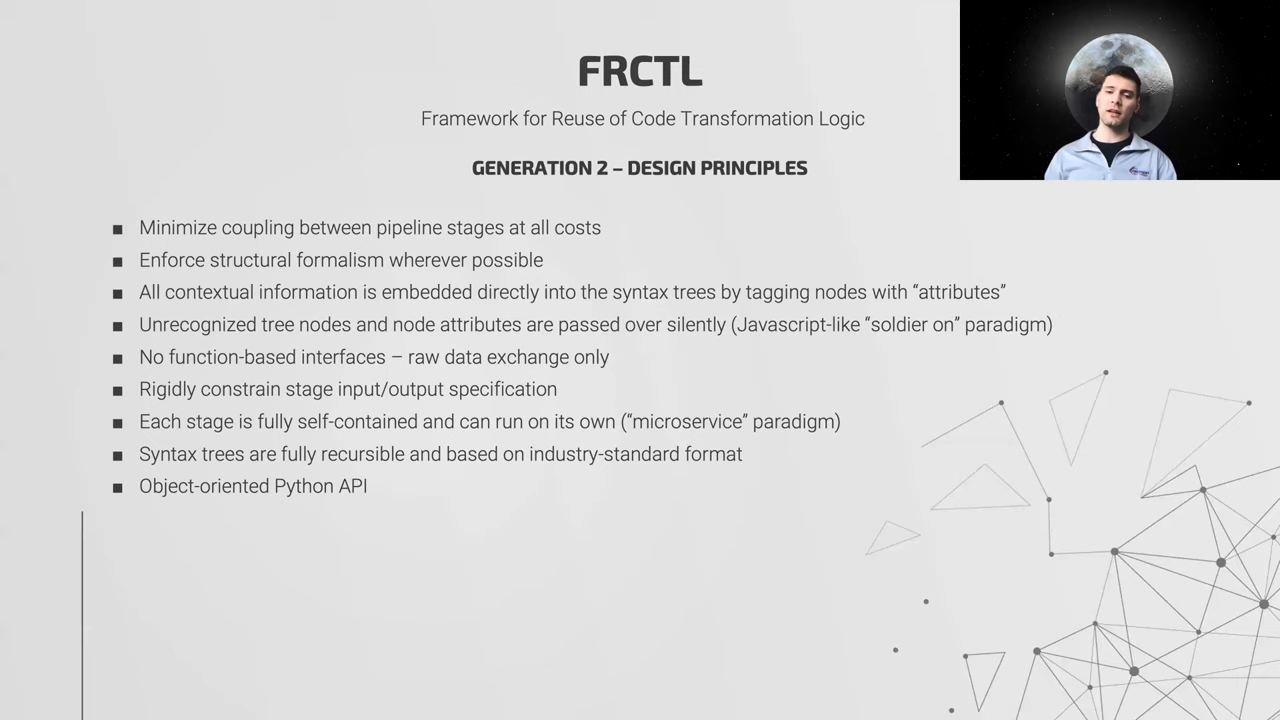 FRCTL
Framework for Reuse of Code Transformation Logic
GENERATION 2 – DESIGN PRINCIPLES
■ Minimize coupling between pipeline stages at all costs
■ Enforce structural formalism wherever possible
■ All contextual information is embedded directly into the syntax trees by tagging nodes with “attributes”
■ Unrecognized tree nodes and node attributes are passed over silently (Javascript-like “soldier on” paradigm)
■ No function-based interfaces – raw data exchange only
■ Rigidly constrain stage input/output specification
■ Each stage is fully self-contained and can run on its own (“microservice” paradigm)
■ Syntax trees are fully recursible and based on industry-standard format
■ Object-oriented Python API